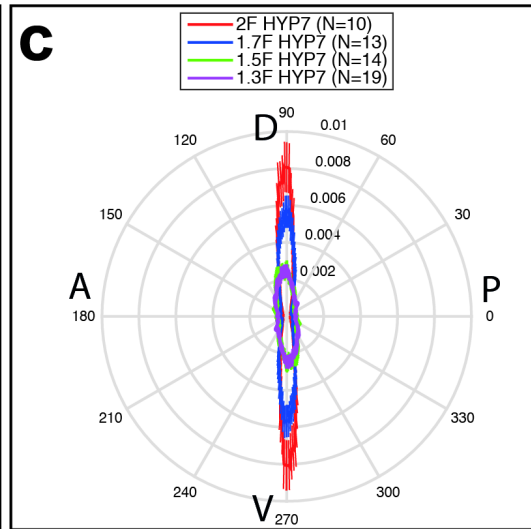 c
2F HYP7 (N=10)
1.7F HYP7 (N=13)
1.5F HYP7 (N=14)
1.3F HYP7 (N=19)
90
D
0.01
120
60
0.008
0.006
150
30
0.004
0.002
A
P
180
0
210
330
240
300
V
270